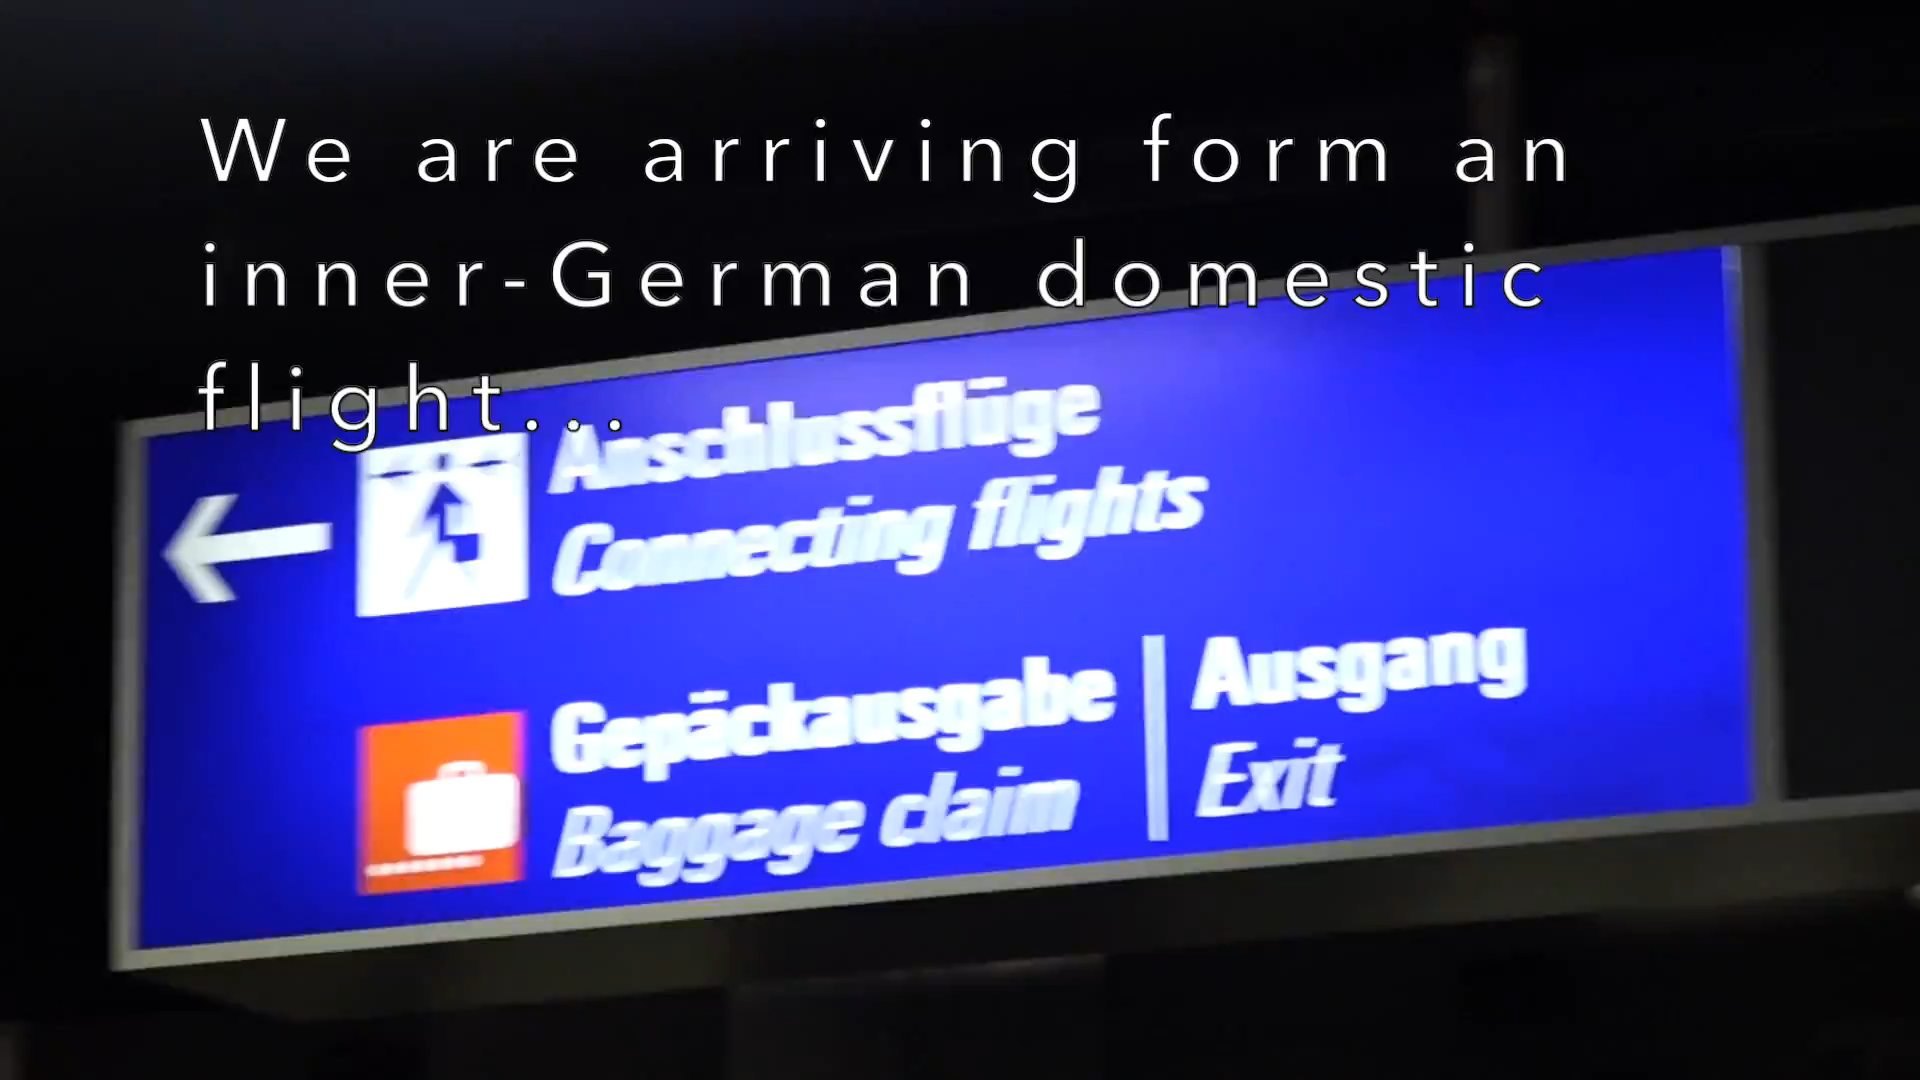 We are arriving form an
inner-German domestic
flight...
Anschlussflüge
Connecting flights
Gepäckausgabe | Ausgang
Baggage claim | Exit